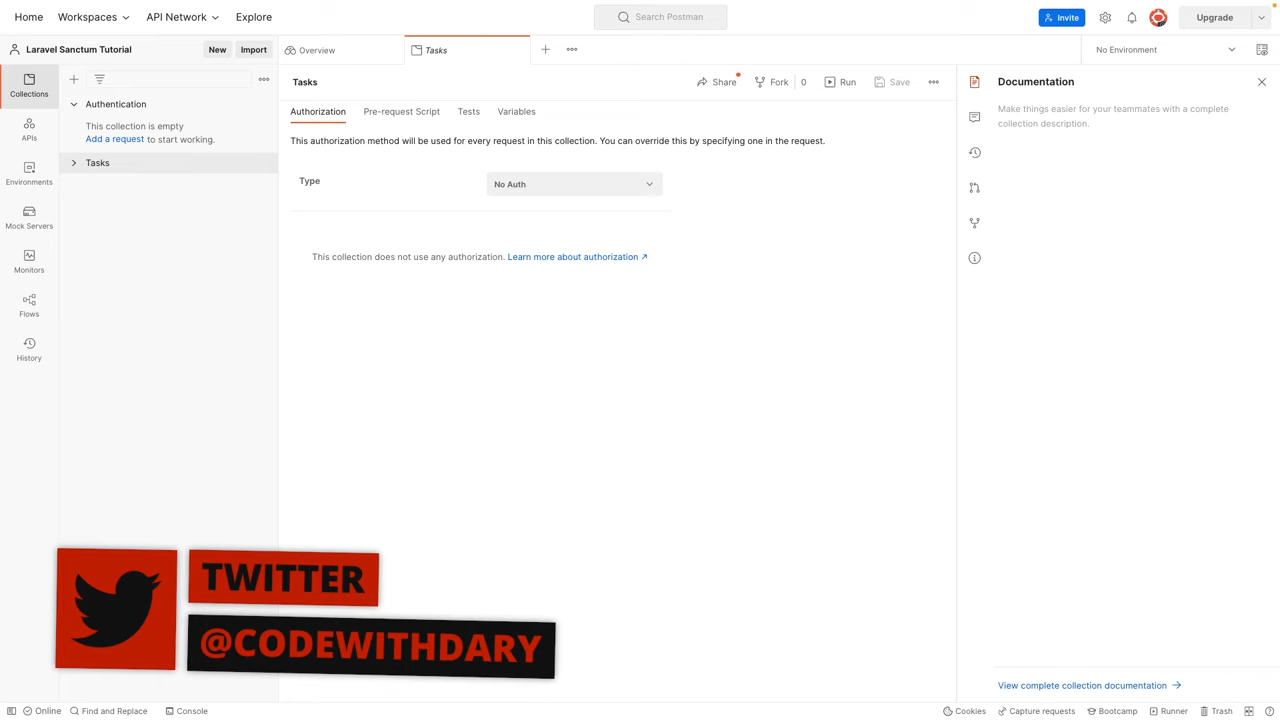 Home
Workspaces
API Network
Explore
Search Postman
Invite
Upgrade
Laravel Sanctum Tutorial
New
Import
Overview
Tasks
No Environment
Collections
APIs
Environments
Mock Servers
Monitors
Flows
History
Authentication
This collection is empty
Add a request to start working.
Tasks
Tasks
Share
Fork
0
Run
Save
Authorization
Pre-request Script
Tests
Variables
This authorization method will be used for every request in this collection. You can override this by specifying one in the request.
Type
No Auth
This collection does not use any authorization. Learn more about authorization ↗
Documentation
Make things easier for your teammates with a complete
collection description.
View complete collection documentation →
TWITTER
@CODEWITHDARY
Online
Find and Replace
Console
Cookies
Capture requests
Bootcamp
Runner
Trash